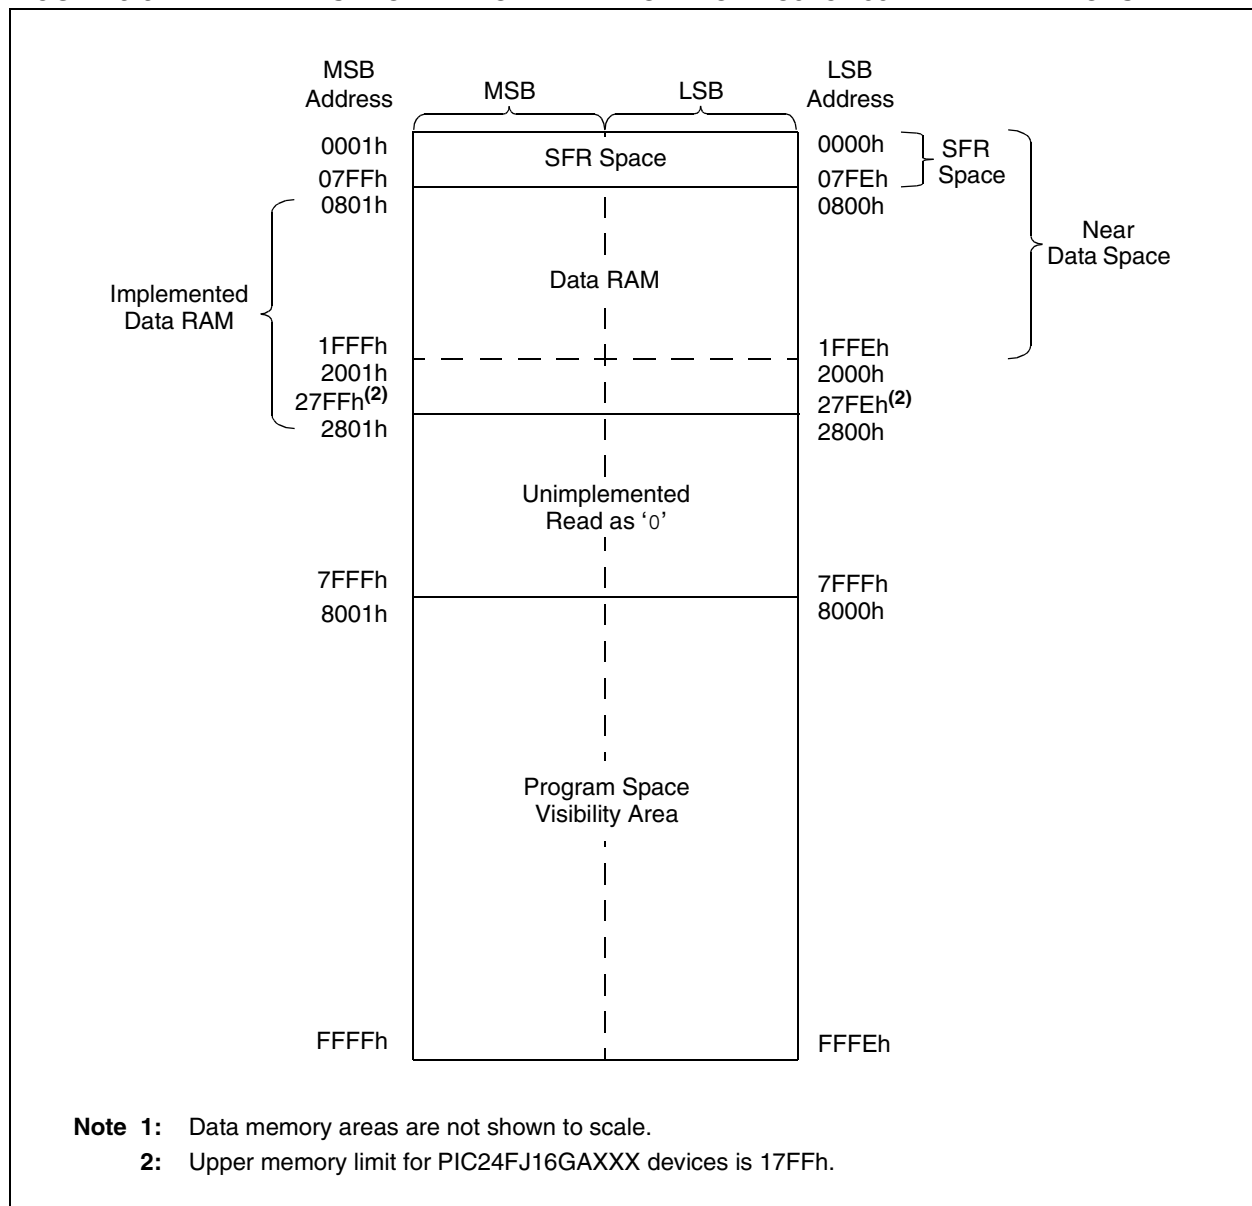 MSB
Address
MSB
LSB
LSB
Address
0001h
SFR Space
0000h
SFR
Space
07FFh
07FEh
0801h
0800h
Near
Data Space
Implemented
Data RAM
Data RAM
1FFFh
1FFEh
2001h
2000h
27FFh(2)
27FEh(2)
2801h
2800h
Unimplemented
Read as ‘0’
7FFFh
7FFFh
8001h
8000h
Program Space
Visibility Area
FFFFh
FFFEh
Note 1: Data memory areas are not shown to scale.
2: Upper memory limit for PIC24FJ16GAXXX devices is 17FFh.